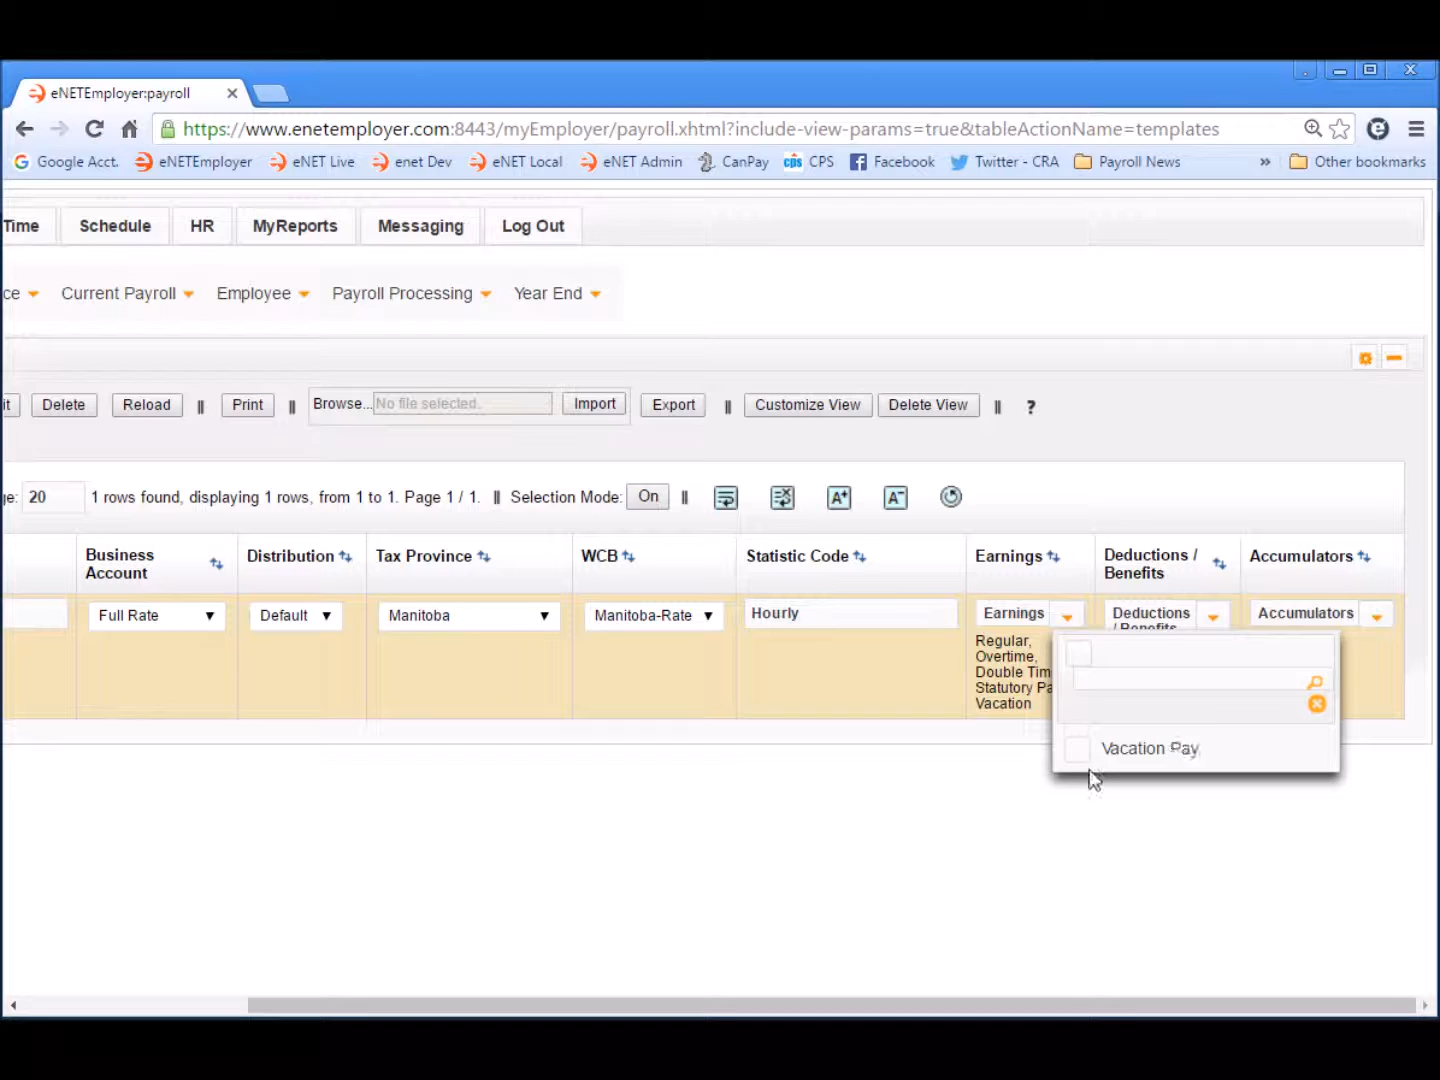 eNETEmployer:payroll
https://www.enetemployer.com:8443/myEmployer/payroll.xhtml?include-view-params=true&tableActionName=templates
Google Acct. eNETEmployer eNET Live enet Dev eNET Local eNET Admin CanPay CPS Facebook Twitter - CRA Payroll News » Other bookmarks
Time Schedule HR MyReports Messaging Log Out
ce Current Payroll Employee Payroll Processing Year End
it Delete Reload || Print || Browse... No file selected. Import Export || Customize View Delete View || ?
ge: 20 1 rows found, displaying 1 rows, from 1 to 1. Page 1 / 1. || Selection Mode: On ||
Business Account Distribution Tax Province WCB Statistic Code Earnings Deductions / Benefits Accumulators
Full Rate Default Manitoba Manitoba-Rate Hourly Earnings Deductions / Benefits Accumulators
Regular,
Overtime,
Double Tim
Statutory Pa
Vacation
Vacation Pay